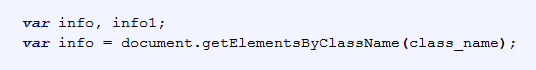 var info, info1;
var info = document.getElementsByClassName(class_name);